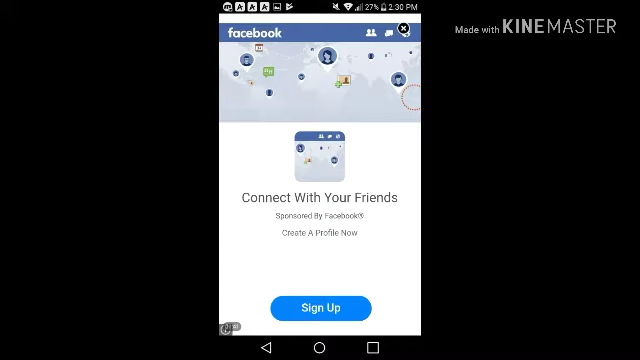 27% 2:30 PM
facebook
Made with KINEMASTER
Connect With Your Friends
Sponsored By Facebook®
Create A Profile Now
Sign Up